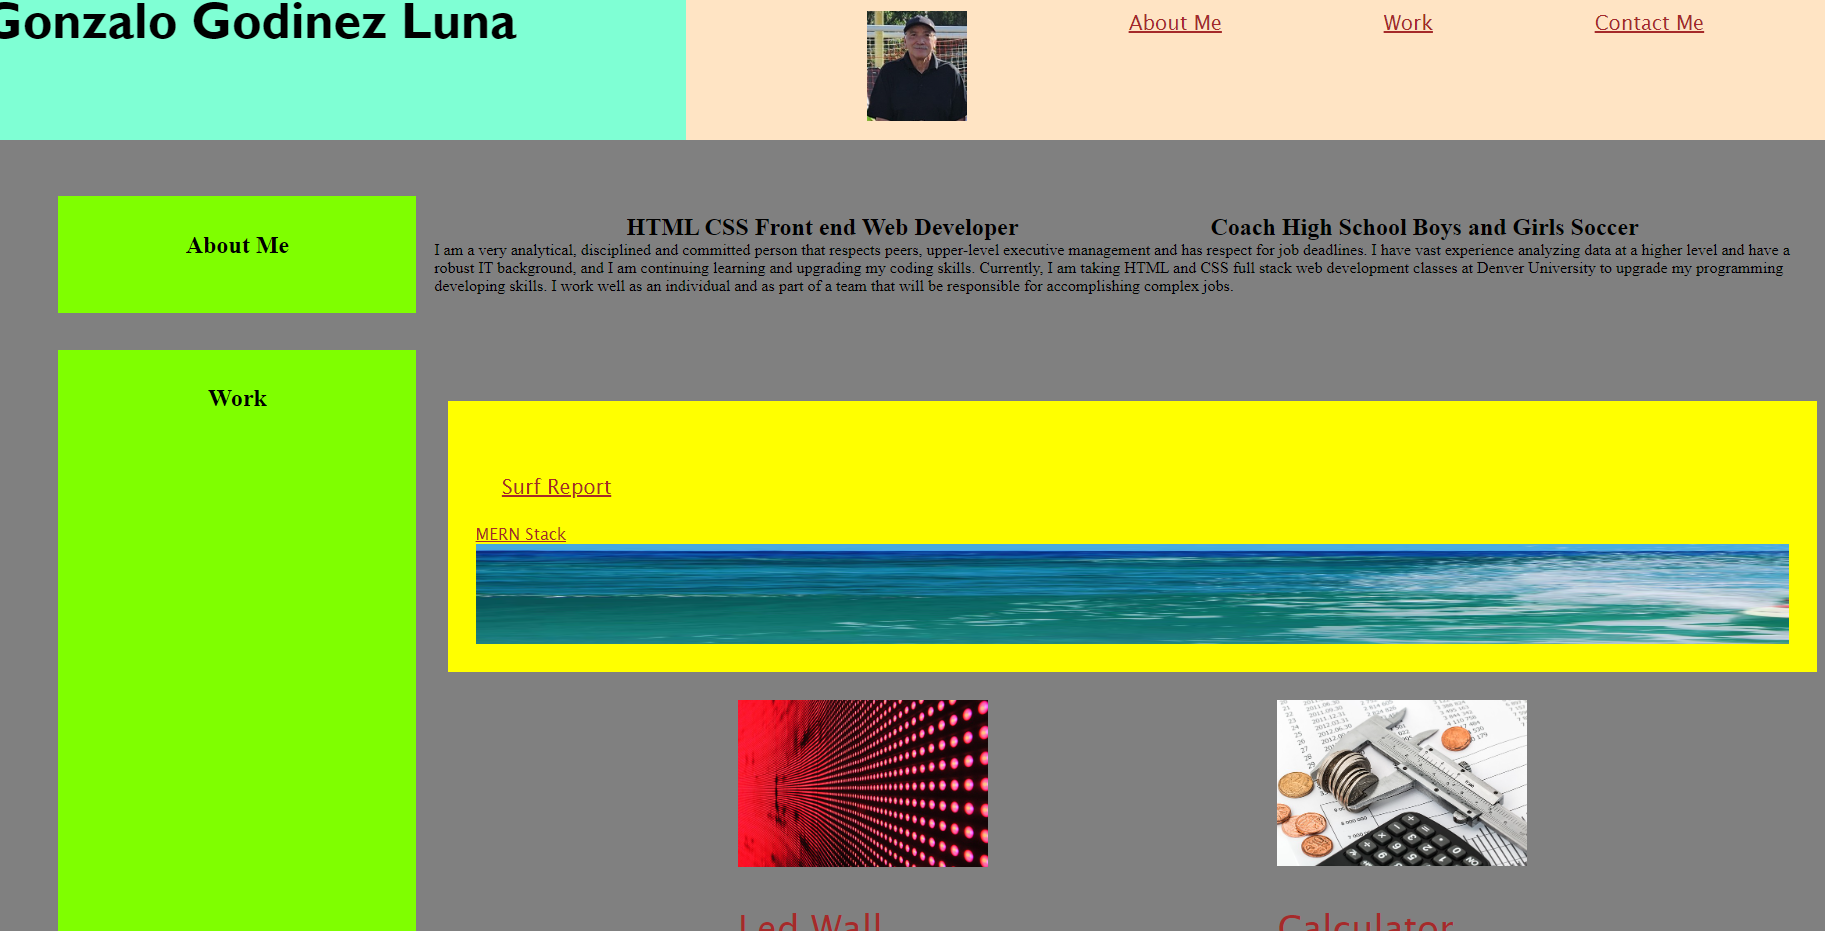 Gonzalo Godinez Luna
About Me
Work
Contact Me
About Me
HTML CSS Front end Web Developer
Coach High School Boys and Girls Soccer
I am a very analytical, disciplined and committed person that respects peers, upper-level executive management and has respect for job deadlines. I have vast experience analyzing data at a higher level and have a
robust IT background, and I am continuing learning and upgrading my coding skills. Currently, I am taking HTML and CSS full stack web development classes at Denver University to upgrade my programming
developing skills. I work well as an individual and as part of a team that will be responsible for accomplishing complex jobs.
Work
Surf Report
MERN Stack
Led Wall
Calculator